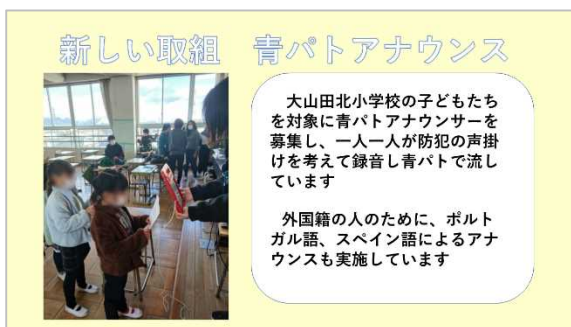 新しい取組　青パトアナウンス
大山田北小学校の子どもたち
を対象に青パトアナウンサーを
募集し、一人一人が防犯の声掛
けを考えて録音し青パトで流し
ています
外国籍の人のために、ポルト
ガル語、スペイン語によるアナ
ウンスも実施しています